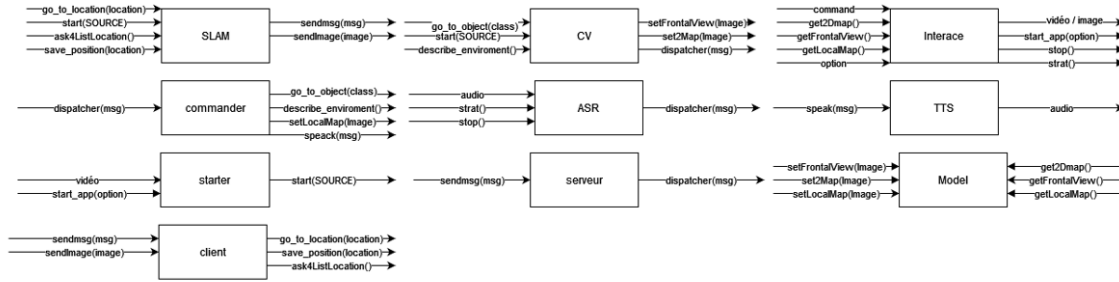 go_to_location(location)
start(SOURCE)
ask4ListLocation()
save_position(location)
SLAM
sendmsg(msg)
sendImage(image)
go_to_object(class)
start(SOURCE)
describe_enviroment()
CV
setFrontalView(Image)
set2Map(Image)
dispatcher(msg)
command
get2Dmap()
getFrontalView()
getLocalMap()
option
Interace
vidéo / image
start_app(option)
stop()
strat()
dispatcher(msg)
commander
go_to_object(class)
describe_enviroment()
setLocalMap(Image)
speack(msg)
audio
strat()
stop()
ASR
dispatcher(msg)
speak(msg)
TTS
audio
vidéo
start_app(option)
starter
start(SOURCE)
sendmsg(msg)
serveur
dispatcher(msg)
setFrontalView(Image)
set2Map(Image)
setLocalMap(Image)
Model
get2Dmap()
getFrontalView()
getLocalMap()
sendmsg(msg)
sendImage(image)
client
go_to_location(location)
save_position(location)
ask4ListLocation()